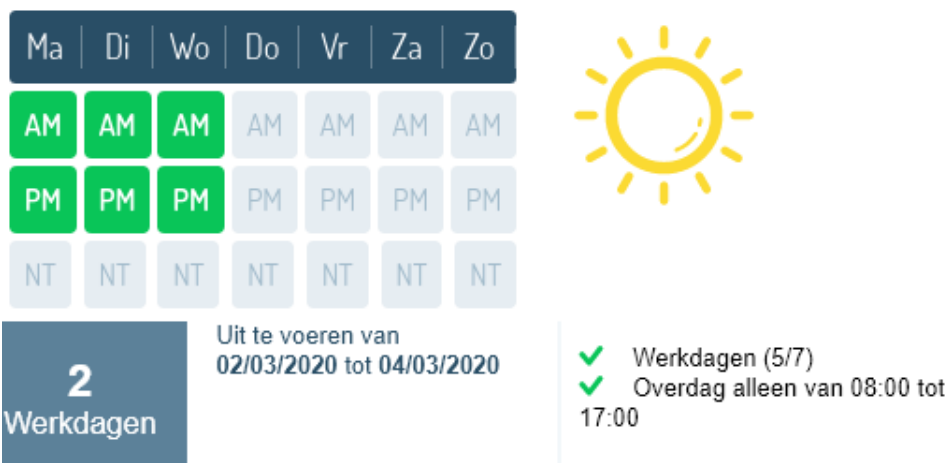 Ma Di Wo Do Vr Za Zo
AM AM AM AM AM AM AM
PM PM PM PM PM PM PM
NT NT NT NT NT NT NT
2
Werkdagen
Uit te voeren van
02/03/2020 tot 04/03/2020
Werkdagen (5/7)
Overdag alleen van 08:00 tot
17:00